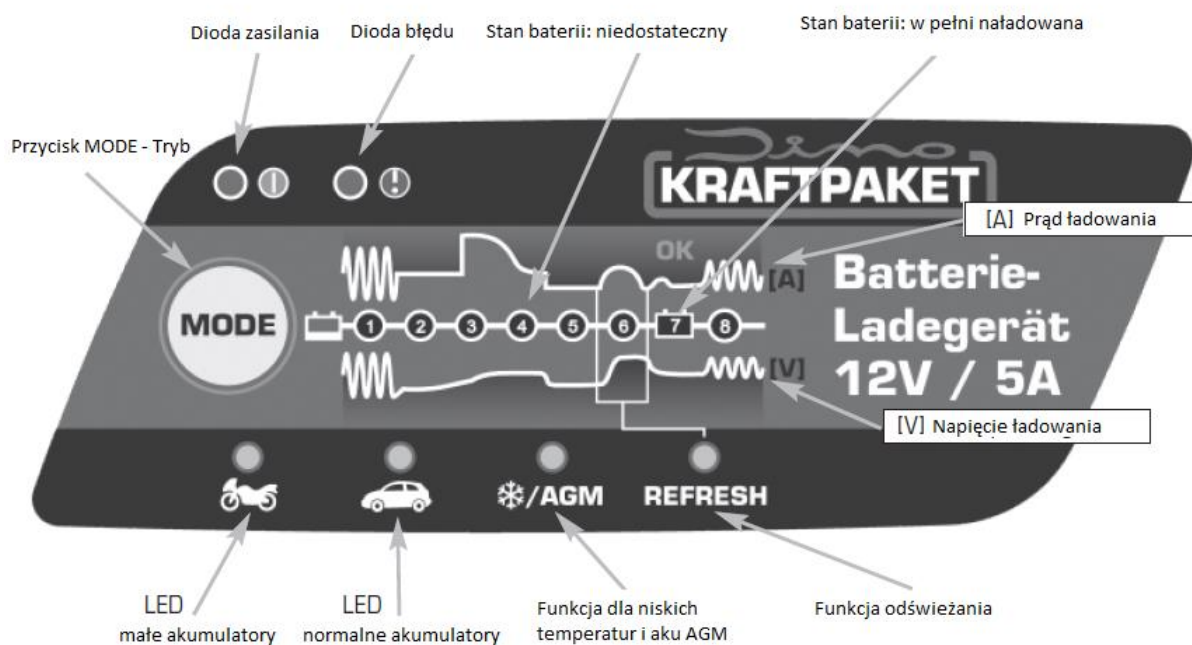 Dioda zasilania
Dioda błędu
Stan baterii: niedostateczny
Stan baterii: w pełni naładowana
Przycisk MODE - Tryb
Dino
KRAFTPAKET
[A] Prąd ładowania
OK
[A]
MODE
1 2 3 4 5 6 7 8
[V]
Batterie-
Ladegerät
12V / 5A
[V] Napięcie ładowania
/AGM
REFRESH
LED
małe akumulatory
LED
normalne akumulatory
Funkcja dla niskich
temperatur i aku AGM
Funkcja odświeżania